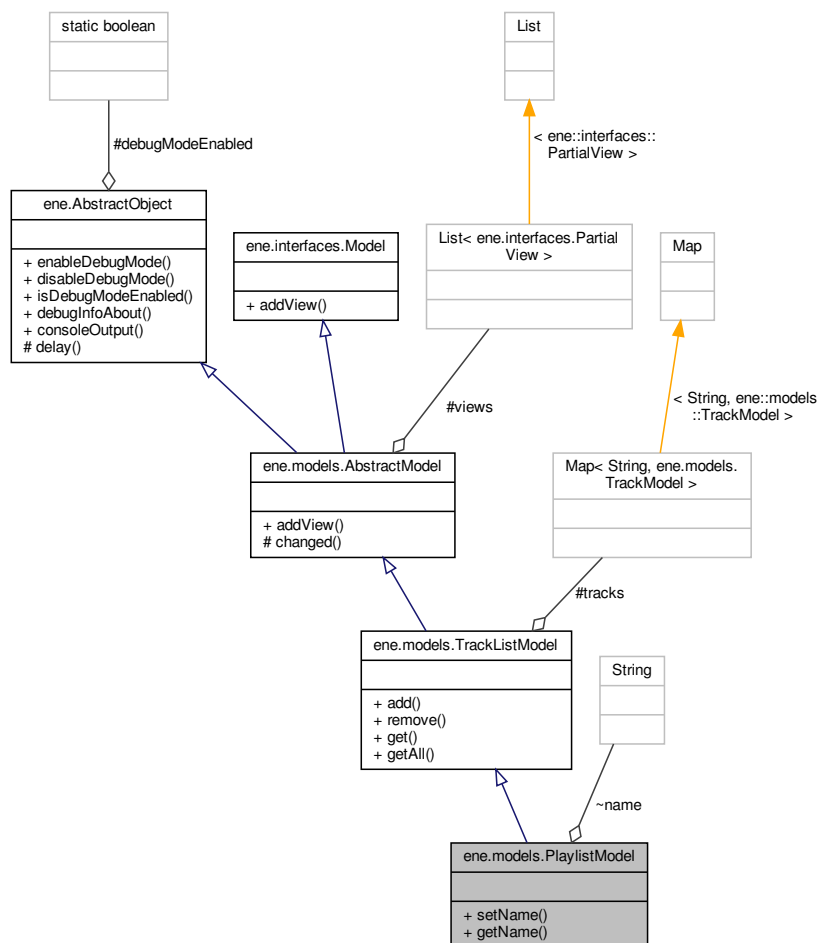 static boolean
List
#debugModeEnabled
< ene::interfaces::
PartialView >
ene.AbstractObject
+ enableDebugMode()
+ disableDebugMode()
+ isDebugModeEnabled()
+ debugInfoAbout()
+ consoleOutput()
# delay()
ene.interfaces.Model
+ addView()
List< ene.interfaces.Partial
View >
Map
#views
< String, ene::models
::TrackModel >
ene.models.AbstractModel
+ addView()
# changed()
Map< String, ene.models.
TrackModel >
#tracks
ene.models.TrackListModel
+ add()
+ remove()
+ get()
+ getAll()
String
~name
ene.models.PlaylistModel
+ setName()
+ getName()